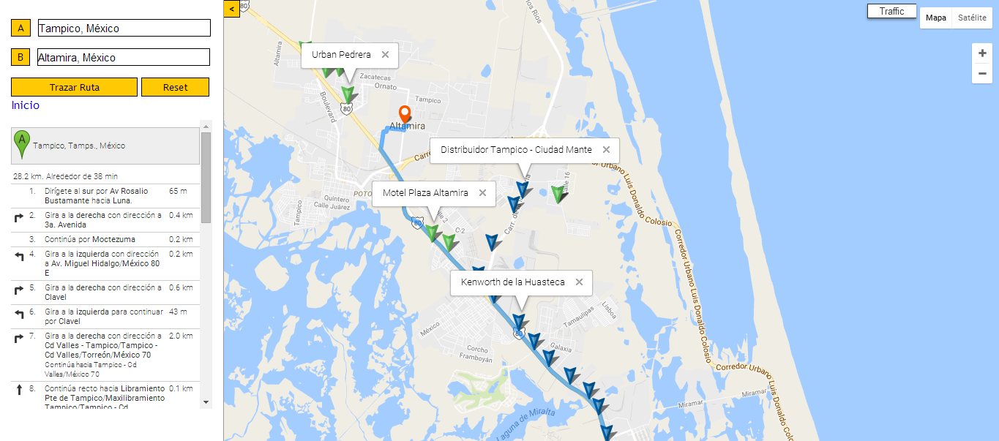 A
Tampico, México
B
Altamira, México
Trazar Ruta
Reset
Inicio
A
Tampico, Tamps., México
28.2 km. Alrededor de 38 min
1. Dirígete al sur por Av Rosalio 65 m
Bustamante hacia Luna.
2. Gira a la derecha con dirección a 0.4 km
3a. Avenida
3. Continúa por Moctezuma 0.2 km
4. Gira a la izquierda con dirección 0.2 km
a Av. Miguel Hidalgo/México 80
E
5. Gira a la derecha con dirección a 0.6 km
Clavel
6. Gira a la izquierda para continuar 43 m
por Clavel
7. Gira a la derecha con dirección a 2.0 km
Cd Valles - Tampico/Tampico -
Cd Valles/Torreón/México 70
Continúa hacia Tampico - Cd
Valles/México 70
8. Continúa recto hacia Libramiento 0.1 km
Pte de Tampico/Maxilibramiento
Tampico/Tampico - Cd
<
80
Traffic
Mapa
Satélite
+
−
Altamira
Urban Pedrera
Zacatecas
Ornato
Boulevard
Tampico
80
Altamira
Distribuidor Tampico - Ciudad Mante
Motel Plaza Altamira
Quintero
Calle Juárez
Tampico
80
C-2
Calle 16
Kenworth de la Huasteca
México
Tamaulipas
Lisboa
80
Galaxia
Corcho
Framboyán
Laguna de Miralta
Miramar
Miramar
Corredor Urbano Luis Donaldo Colosio
Corredor Urbano Luis Donaldo Colosio
Corredor Urbano Luis Donaldo Colosio